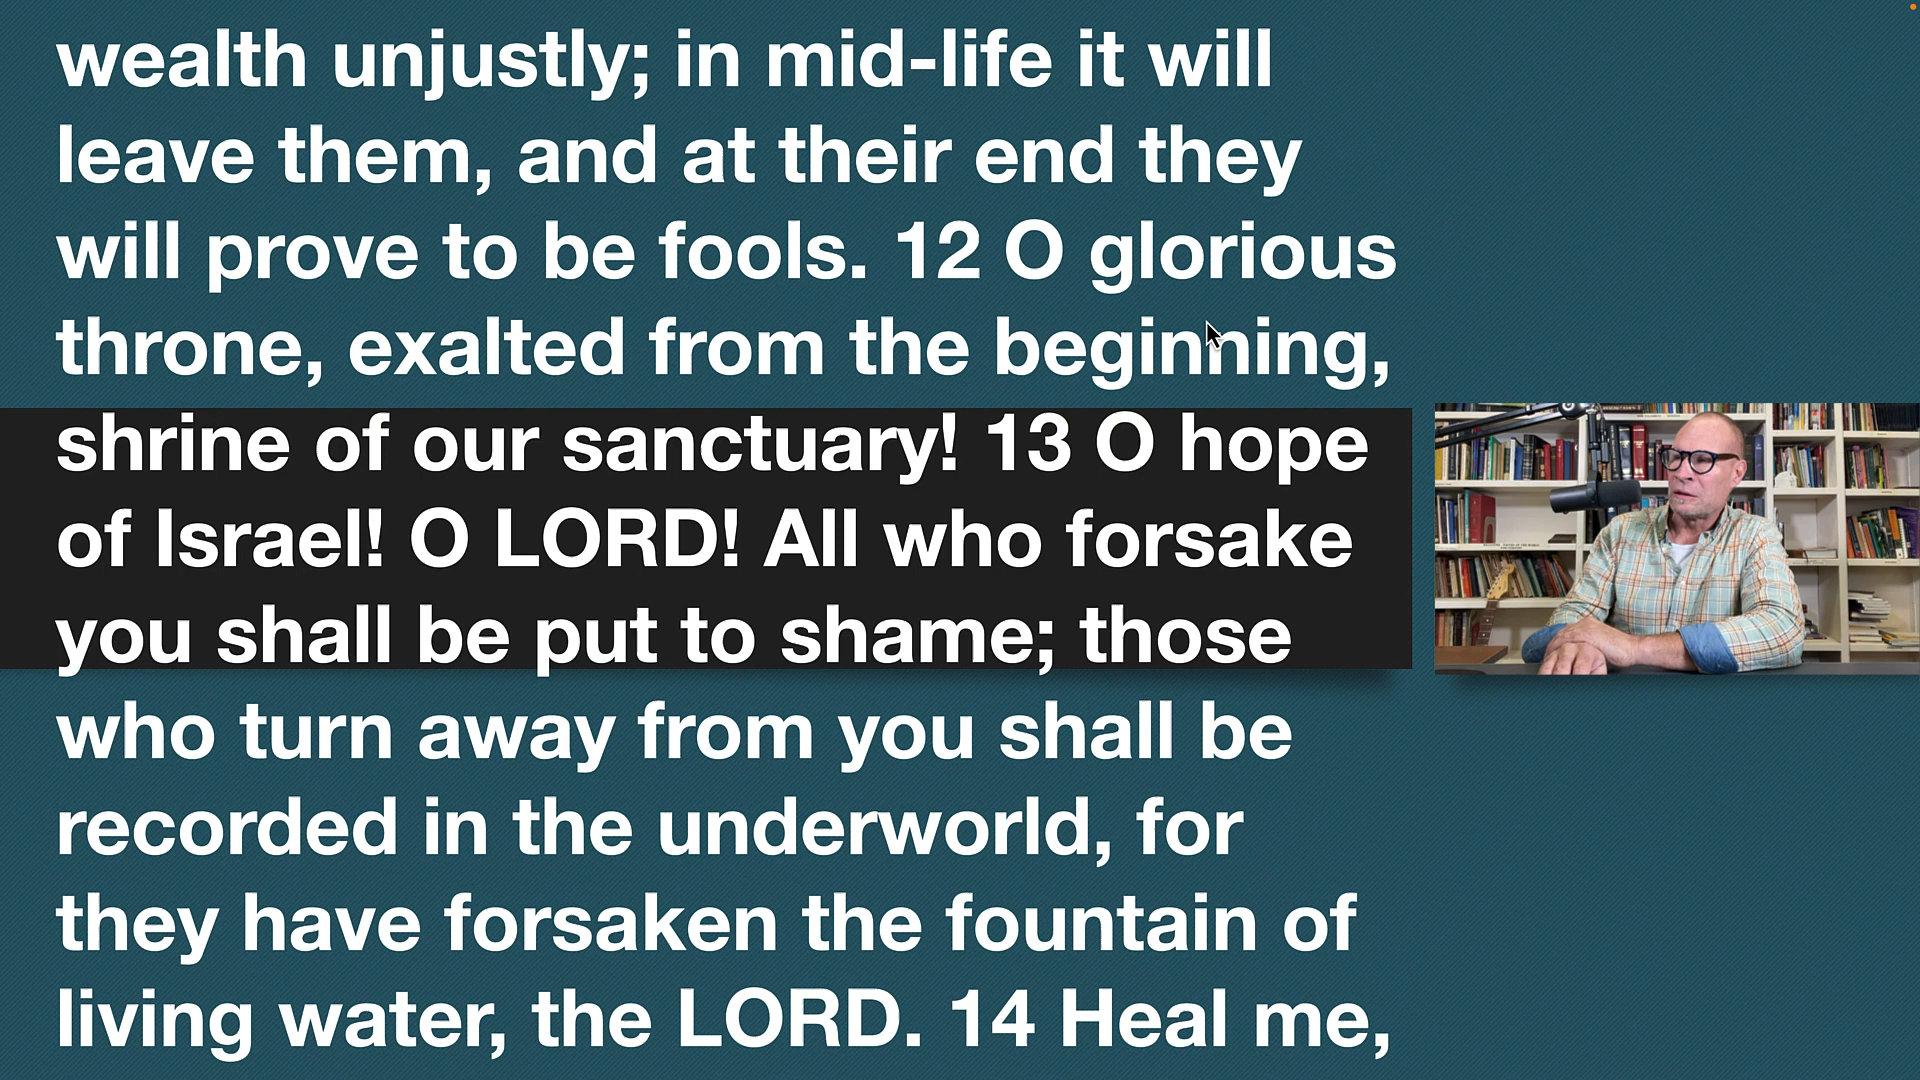 wealth unjustly; in mid-life it will
leave them, and at their end they
will prove to be fools. 12 O glorious
throne, exalted from the beginning,
shrine of our sanctuary! 13 O hope
of Israel! O LORD! All who forsake
you shall be put to shame; those
who turn away from you shall be
recorded in the underworld, for
they have forsaken the fountain of
living water, the LORD. 14 Heal me,